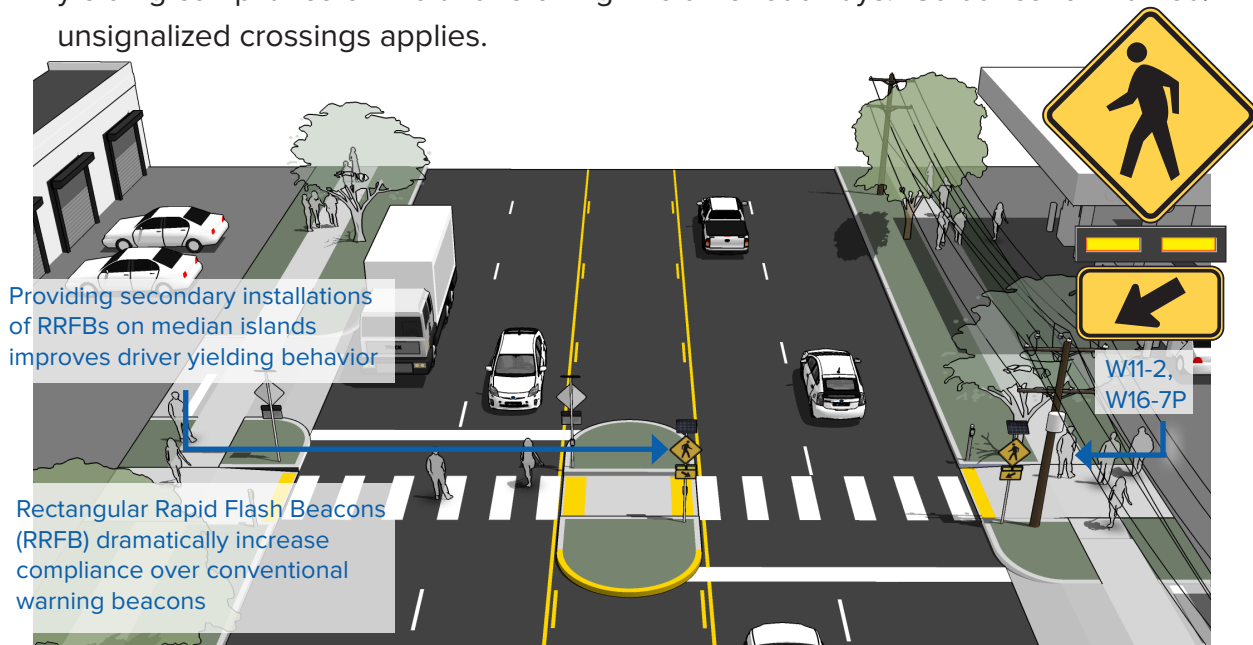 unsignalized crossings applies.
Providing secondary installations
of RRFBs on median islands
improves driver yielding behavior
W11-2,
W16-7P
Rectangular Rapid Flash Beacons
(RRFB) dramatically increase
compliance over conventional
warning beacons